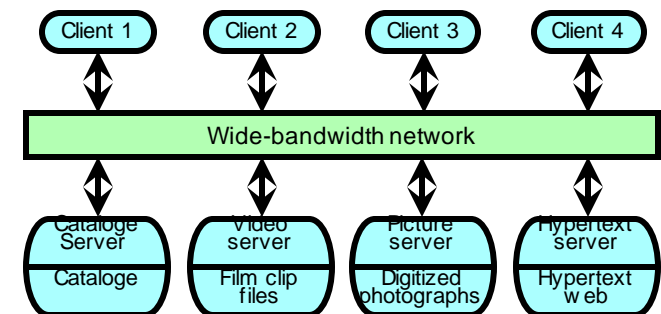 Client 1
Client 2
Client 3
Client 4
Wide-bandwidth network
Cataloge
Server
Video
server
Picture
server
Hypertext
server
Cataloge
Film clip
files
Digitized
photographs
Hypertext
web